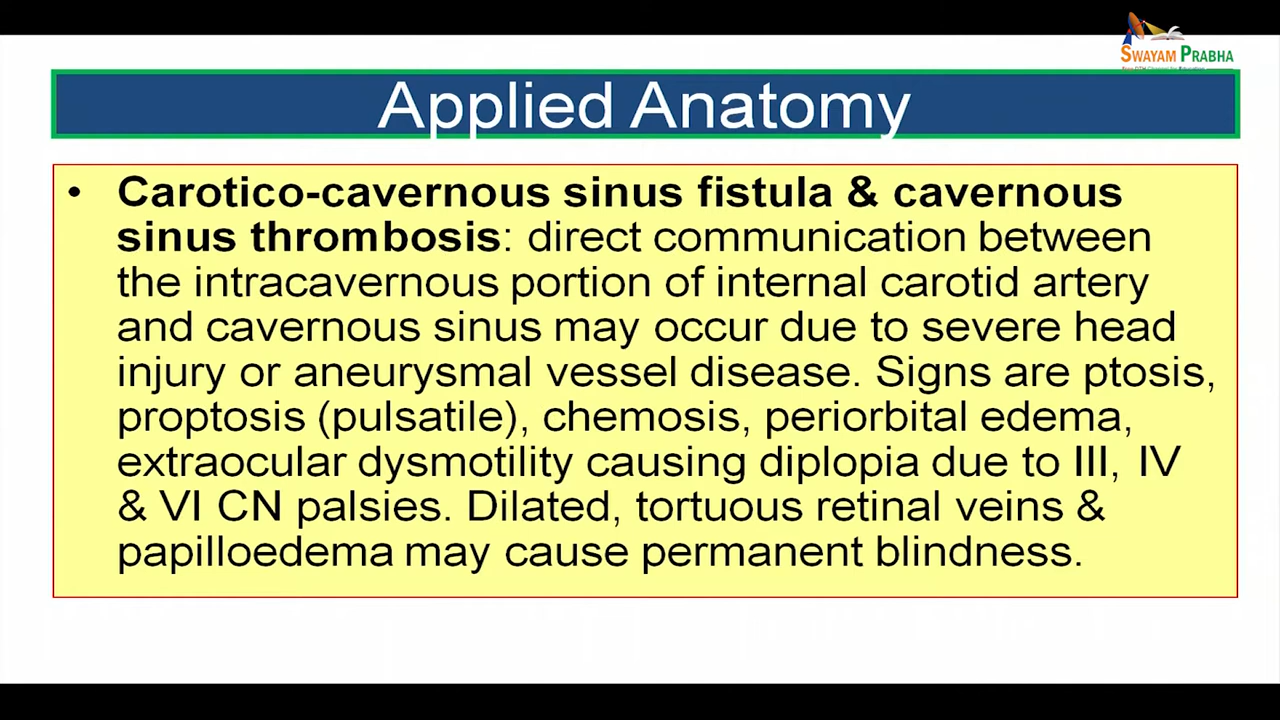 SWAYAM PRABHA
Applied Anatomy
• Carotico-cavernous sinus fistula & cavernous
sinus thrombosis: direct communication between
the intracavernous portion of internal carotid artery
and cavernous sinus may occur due to severe head
injury or aneurysmal vessel disease. Signs are ptosis,
proptosis (pulsatile), chemosis, periorbital edema,
extraocular dysmotility causing diplopia due to III, IV
& VI CN palsies. Dilated, tortuous retinal veins &
papilloedema may cause permanent blindness.